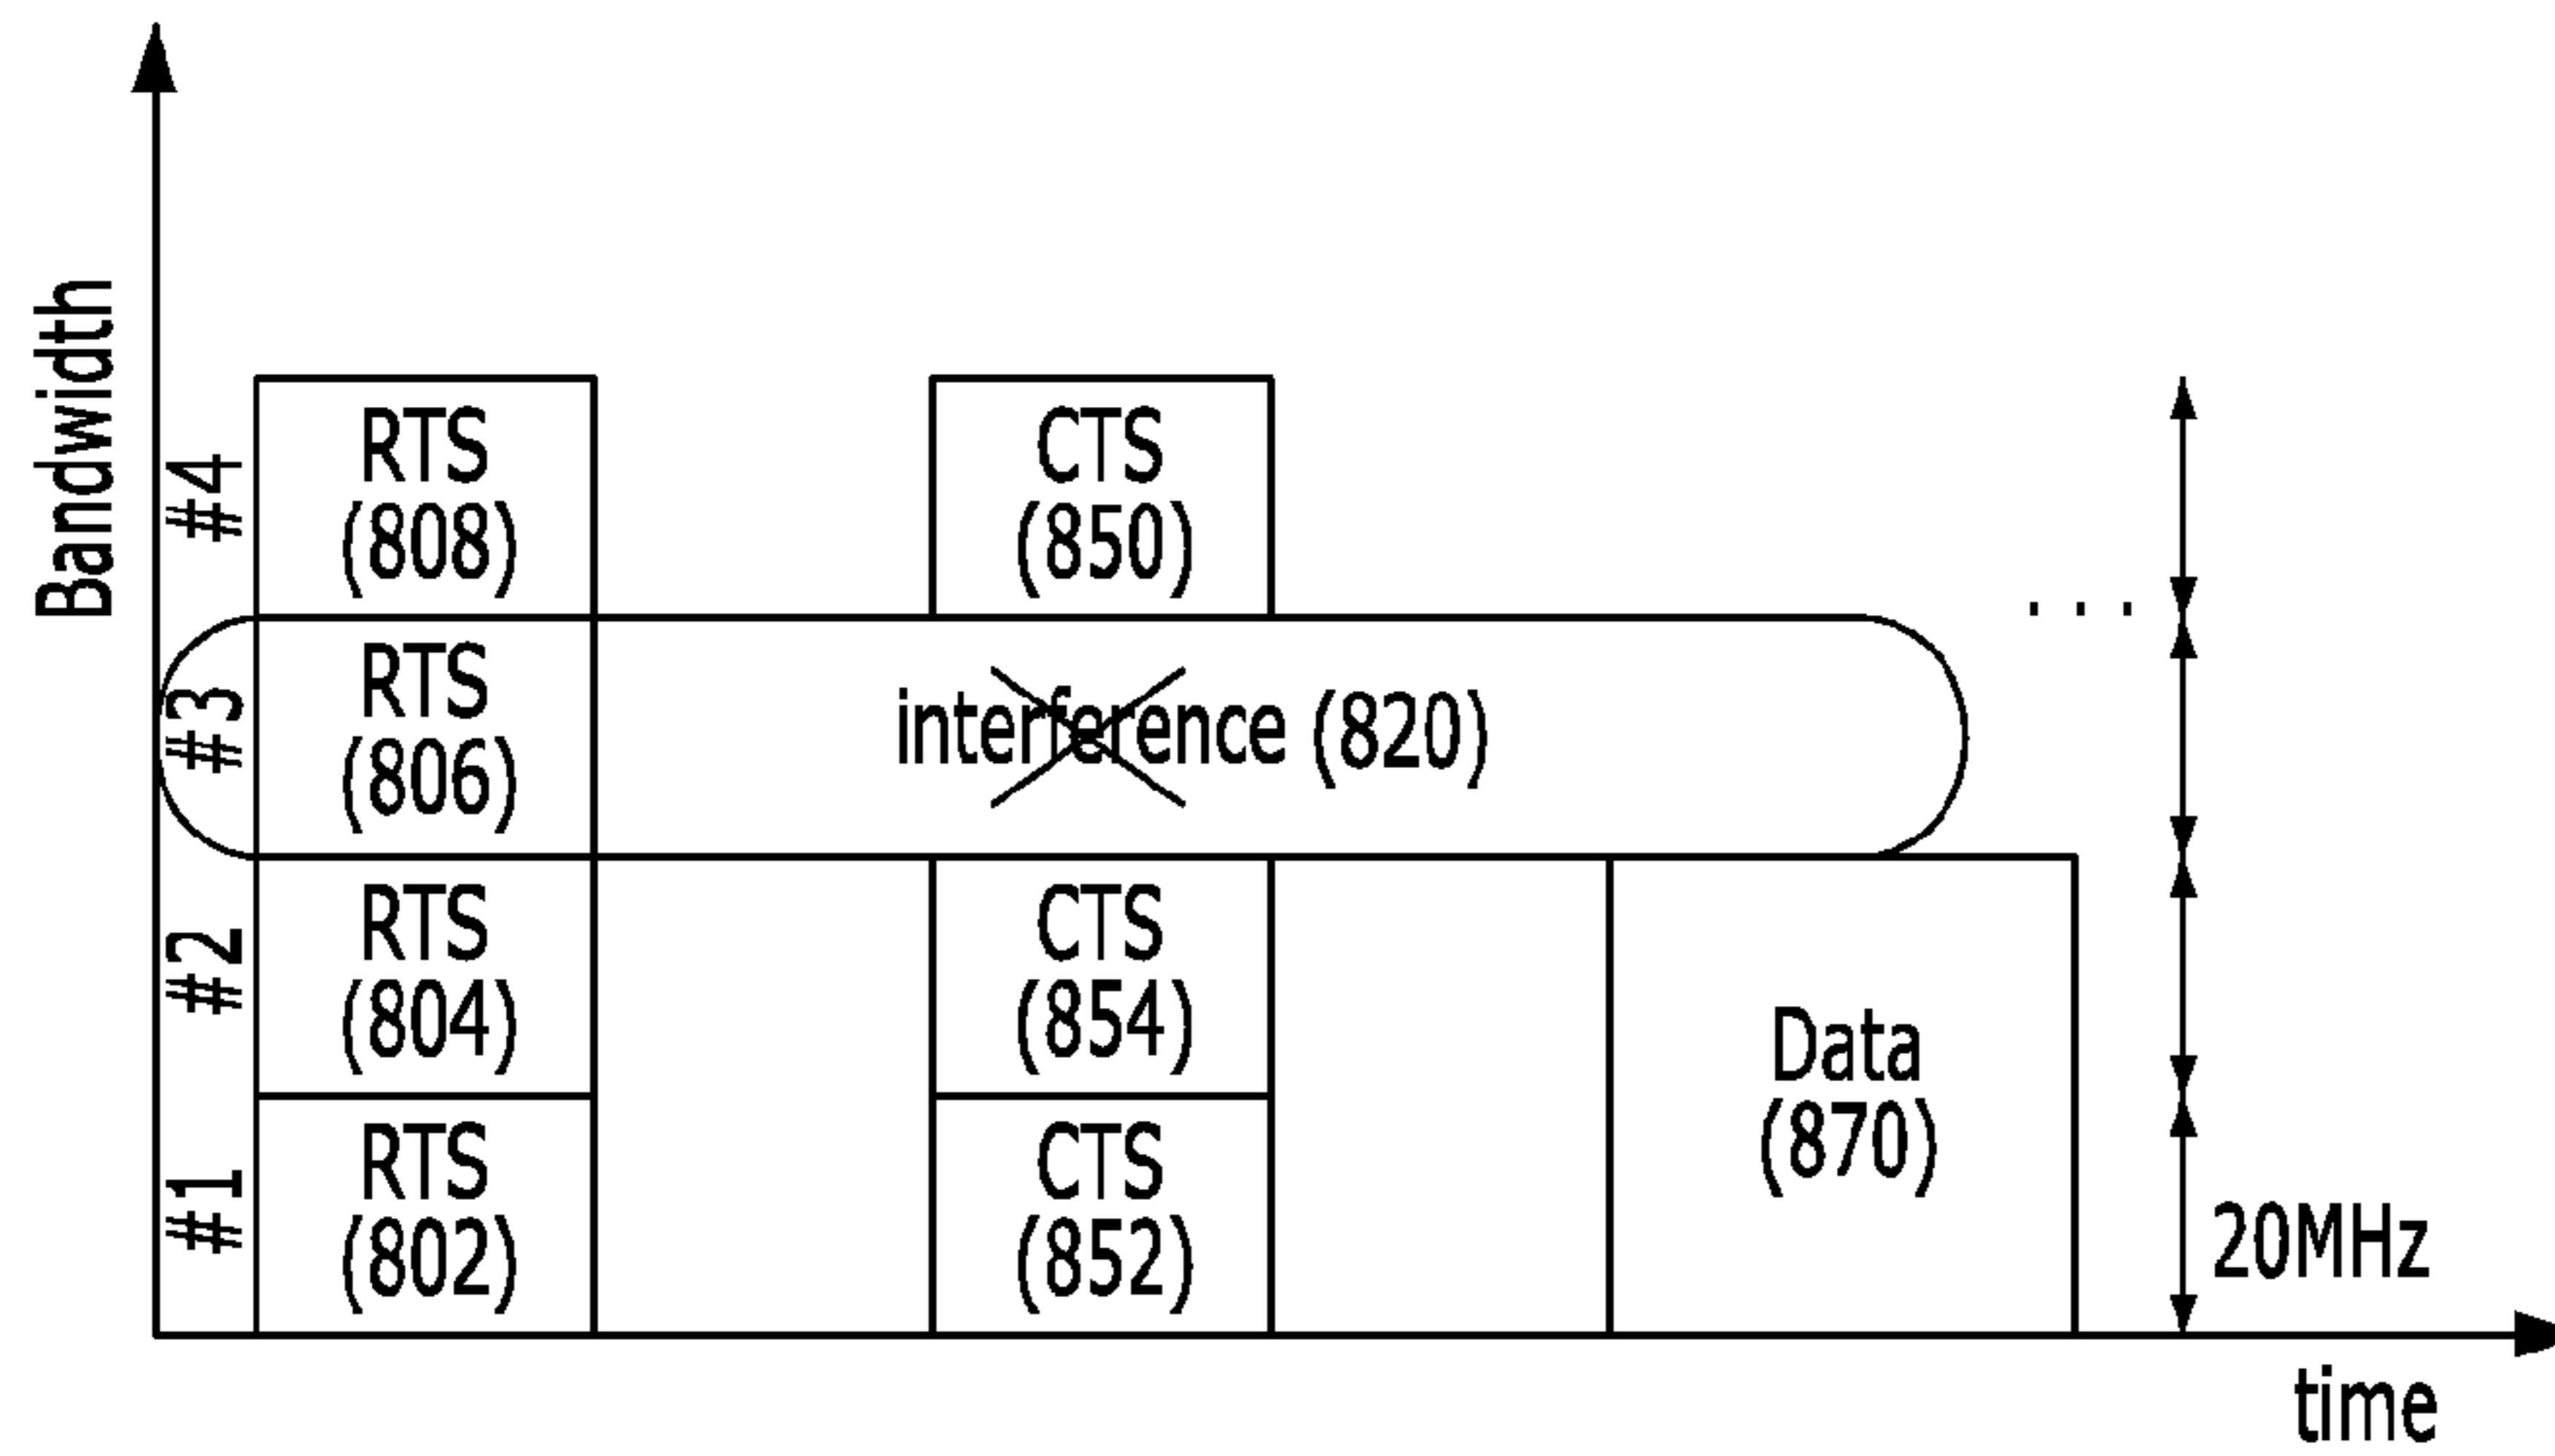 Bandwidth
#4
RTS
(808)
CTS
(850)
. . .
#3
RTS
(806)
interference (820)
#2
RTS
(804)
CTS
(854)
#1
RTS
(802)
CTS
(852)
Data
(870)
20MHz
time